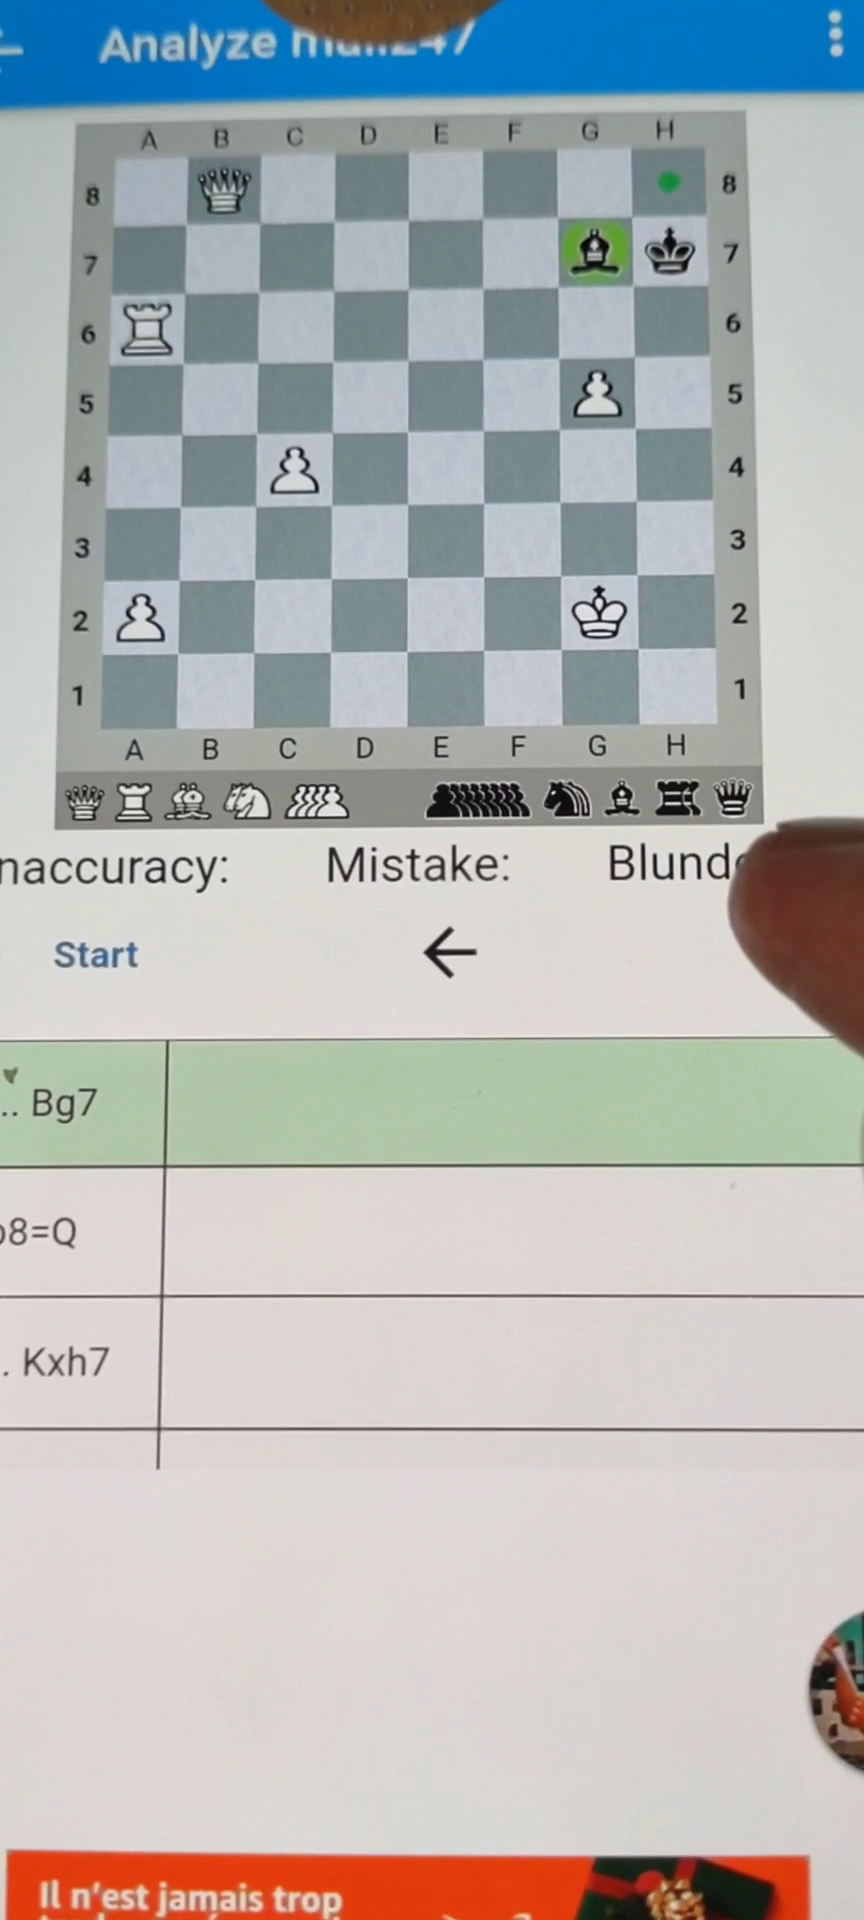 Analyze
A B C D E F G H
8 8
7 7
6 6
5 5
4 4
3 3
2 2
1 1
A B C D E F G H
naccuracy: Mistake: Blund
Start
.. Bg7
8=Q
. Kxh7
Il n'est jamais trop